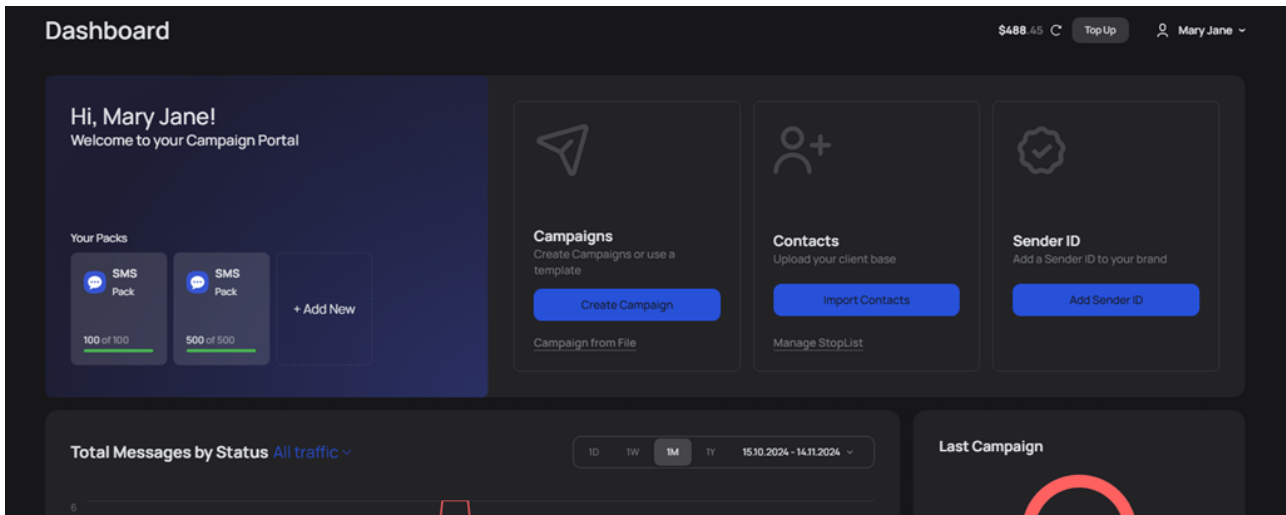 Dashboard
$488.45
Top Up
Mary Jane
Hi, Mary Jane!
Welcome to your Campaign Portal
Your Packs
SMS
Pack
100 of 100
SMS
Pack
500 of 500
+ Add New
Campaigns
Create Campaigns or use a
template
Create Campaign
Campaign from File
Contacts
Upload your client base
Import Contacts
Manage StopList
Sender ID
Add a Sender ID to your brand
Add Sender ID
Total Messages by Status All traffic
1D 1W 1M 1Y 15.10.2024 - 14.11.2024
6
Last Campaign